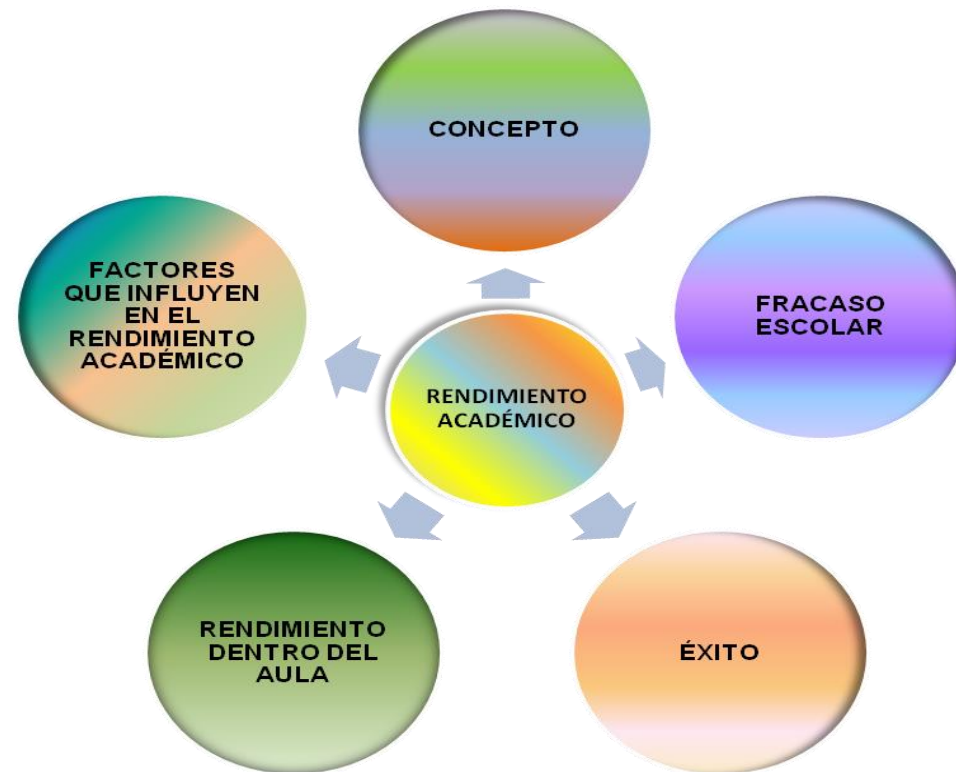 CONCEPTO
FACTORES
QUE INFLUYEN
EN EL
RENDIMIENTO
ACADÉMICO
FRACASO
ESCOLAR
RENDIMIENTO
ACADÉMICO
RENDIMIENTO
DENTRO DEL
AULA
ÉXITO